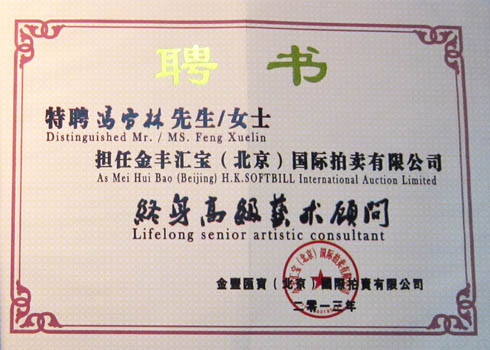 聘书
特聘冯雪林先生/女士
Distinguished Mr. / MS. Feng Xuelin
担任金丰汇宝（北京）国际拍卖有限公司
As Mei Hui Bao (Beijing) H.K.SOFTBILL International Auction Limited
终身高级艺术顾问
Lifelong senior artistic consultant
金豐匯寶（北京）國際拍賣有限公司
二零一三年